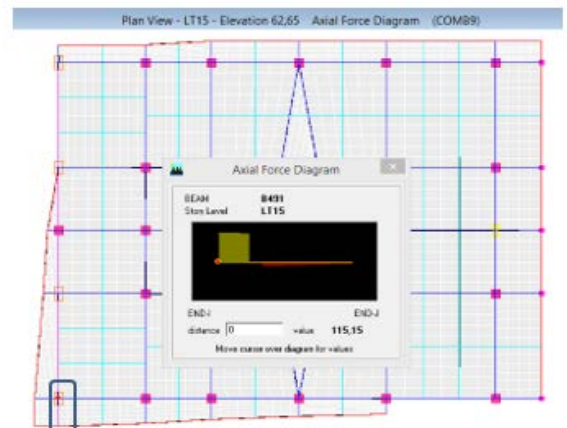 Plan View - LT15 - Elevation 62,65 Axial Force Diagram (COMB9)
Axial Force Diagram
BEAM B491
Story Level LT15
END-I END-J
distance 0 value 115,15
Move cursor over diagram for values